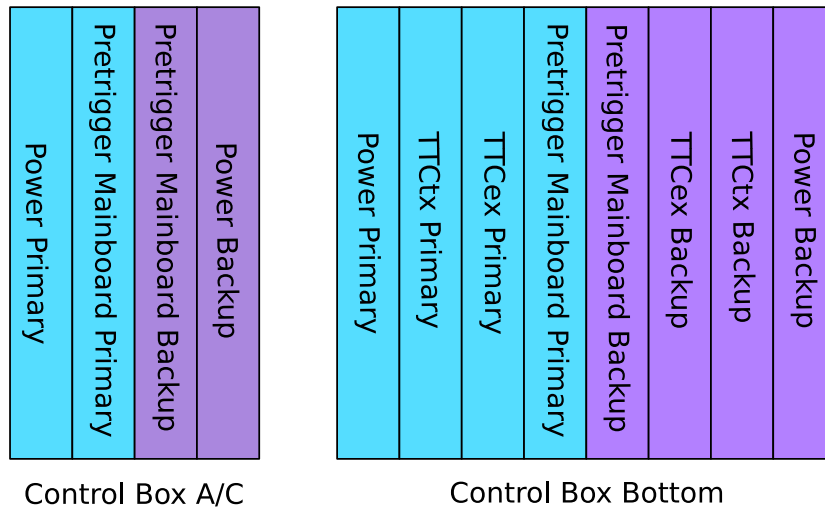 Power Primary
Pretrigger Mainboard Primary
Pretrigger Mainboard Backup
Power Backup
Control Box A/C
Power Primary
TTCtx Primary
TTCex Primary
Pretrigger Mainboard Primary
Pretrigger Mainboard Backup
TTCex Backup
TTCtx Backup
Power Backup
Control Box Bottom